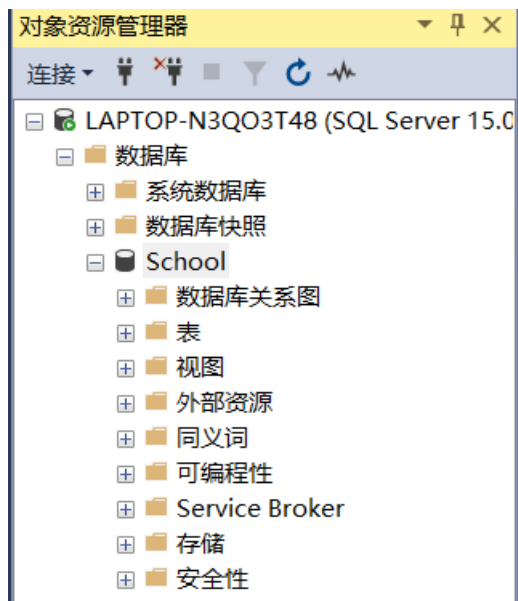 对象资源管理器
连接
LAPTOP-N3QO3T48 (SQL Server 15.0
数据库
系统数据库
数据库快照
School
数据库关系图
表
视图
外部资源
同义词
可编程性
Service Broker
存储
安全性